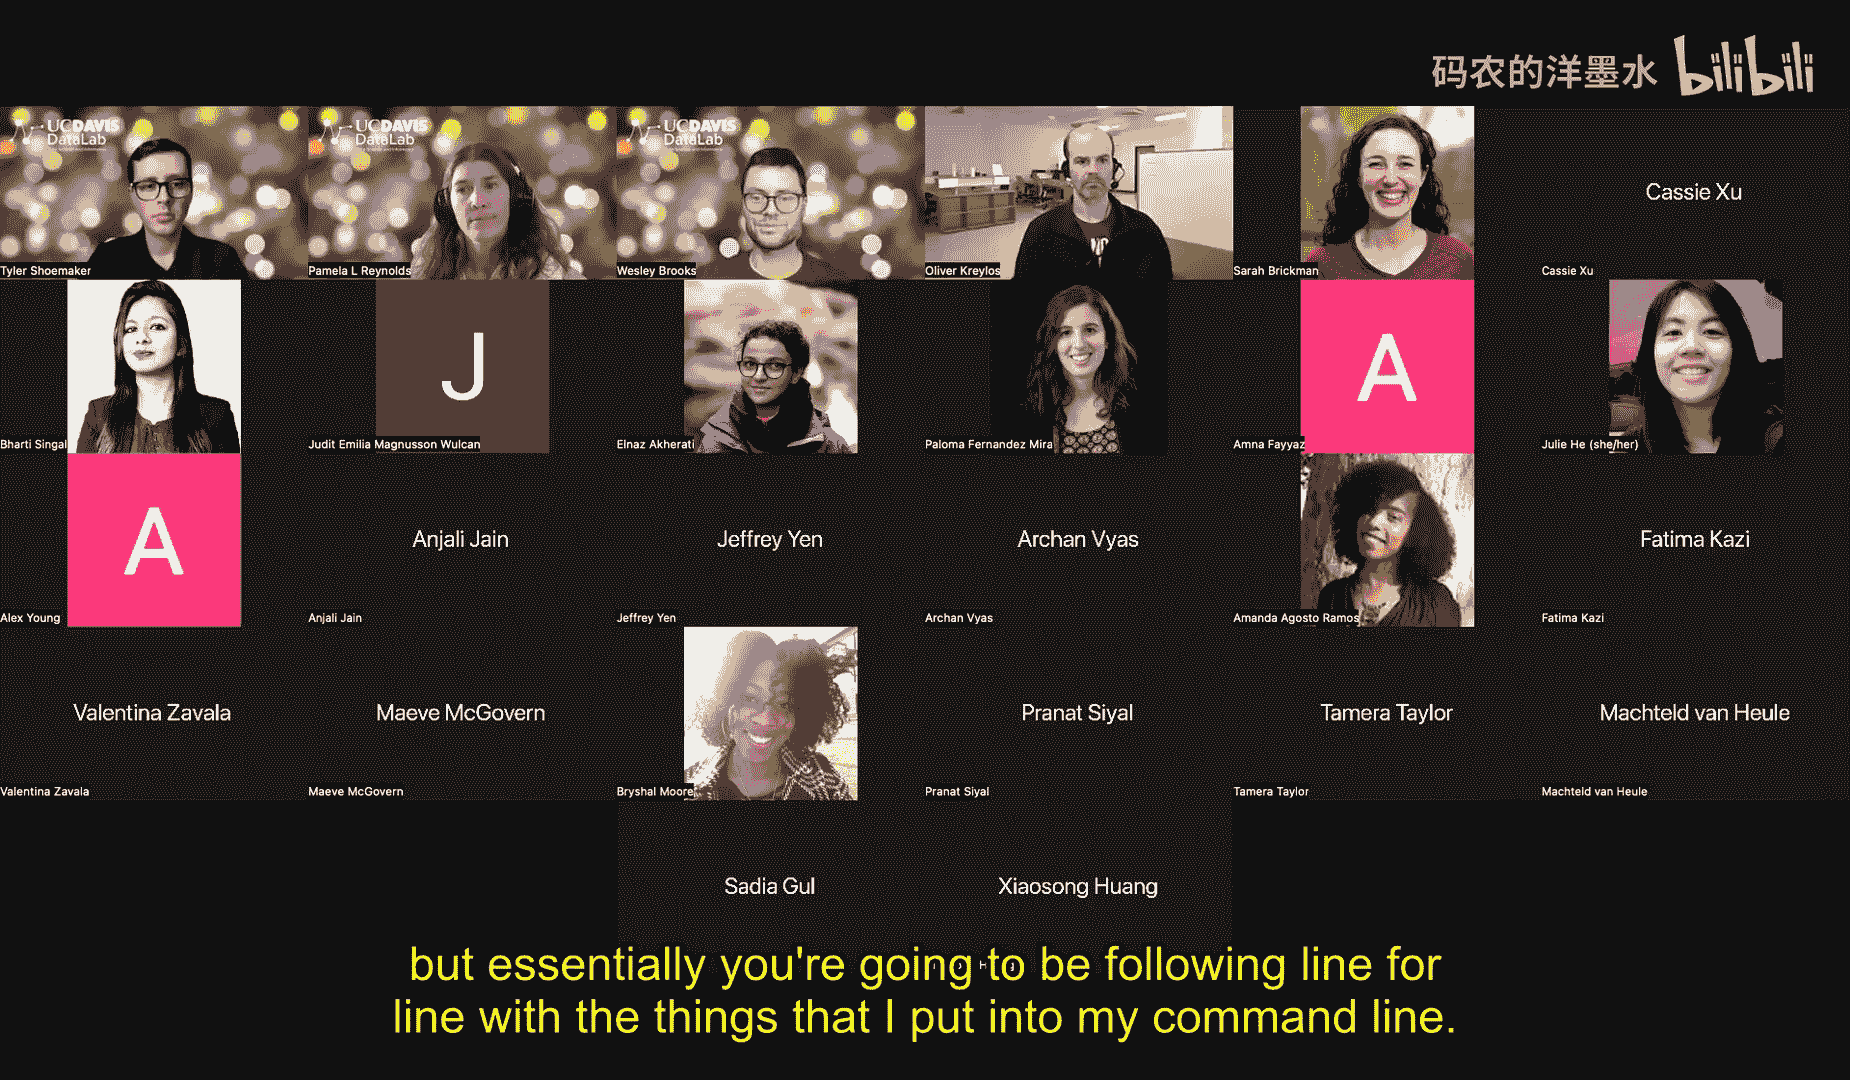 码农的洋墨水 bilibili
UCDAVIS
DataLab
UCDAVIS
DataLab
UCDAVIS
DataLab
Cassie Xu
Tyler Shoemaker
Pamela L Reynolds
Wesley Brooks
Oliver Kreylos
Sarah Brickman
Cassie Xu
J
A
Bharti Singal
Judit Emilia Magnusson Wulcan
Elnaz Akherati
Paloma Fernandez Mira
Amna Fayyaz
Julie He (she/her)
A
Anjali Jain
Jeffrey Yen
Archan Vyas
Fatima Kazi
Alex Young
Anjali Jain
Jeffrey Yen
Archan Vyas
Amanda Agosto Ramos
Fatima Kazi
Valentina Zavala
Maeve McGovern
Pranat Siyal
Tamera Taylor
Machteld van Heule
Valentina Zavala
Maeve McGovern
Bryshal Moore
Pranat Siyal
Tamera Taylor
Machteld van Heule
Sadia Gul
Xiaosong Huang
but essentially you're going to be following line for
line with the things that I put into my command line.